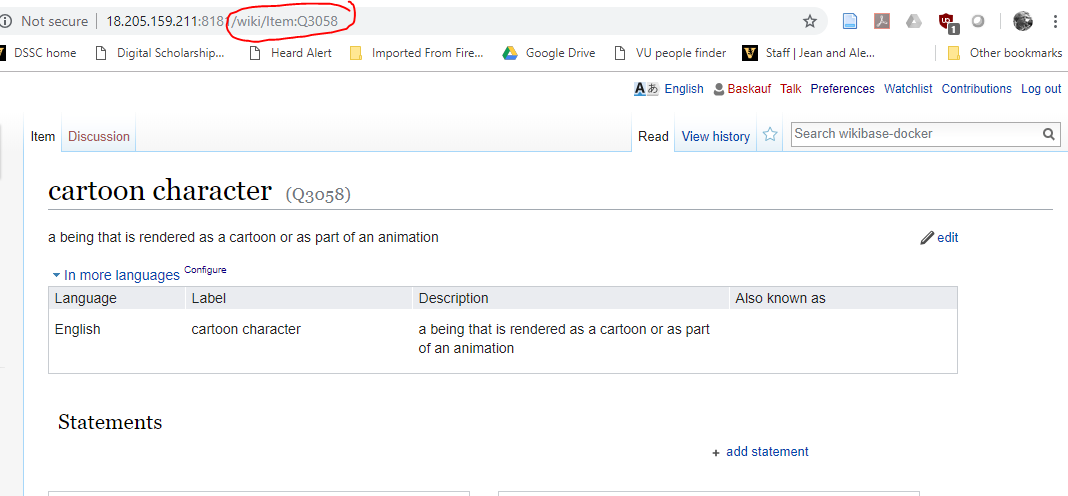 Not secure | 18.205.159.211:8181/wiki/Item:Q3058
1
DSSC home Digital Scholarship... Heard Alert Imported From Fire... Google Drive VU people finder Staff | Jean and Ale... Other bookmarks
Aあ English Baskauf Talk Preferences Watchlist Contributions Log out
Item Discussion Read View history Search wikibase-docker
cartoon character (Q3058)
a being that is rendered as a cartoon or as part of an animation edit
In more languages Configure
Language Label Description Also known as
English cartoon character a being that is rendered as a cartoon or as part
of an animation
Statements
+ add statement